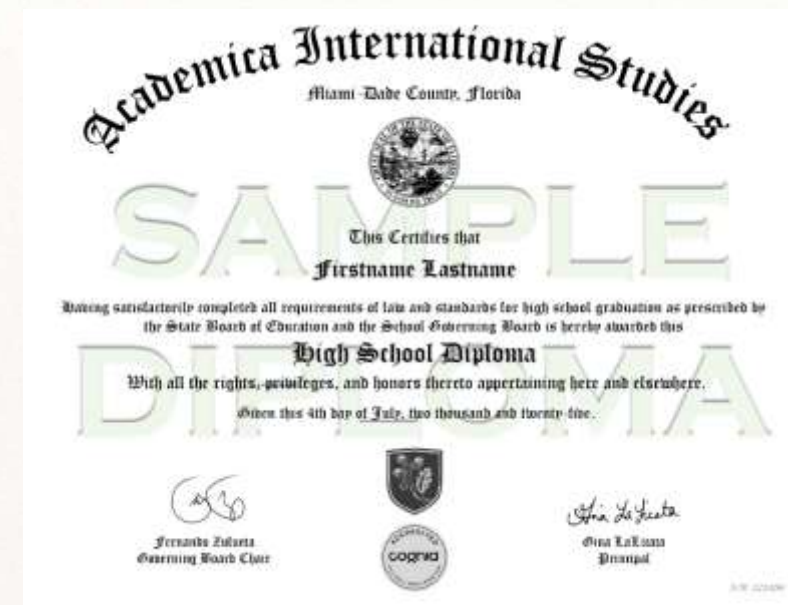 Academica International Studies
Miami-Dade County, Florida
SAMPLE
This Certifies that
Firstname Lastname
Having satisfactorily completed all requirements of law and standards for high school graduation as prescribed by
the State Board of Education and the School Governing Board is hereby awarded this
High School Diploma
DIPLOMA
With all the rights, privileges, and honors thereto appertaining here and elsewhere.
Given this 4th day of July, two thousand and twenty-five.
Fernando Zulueta
Governing Board Chair
cognia
Gina LaLicata
Principal